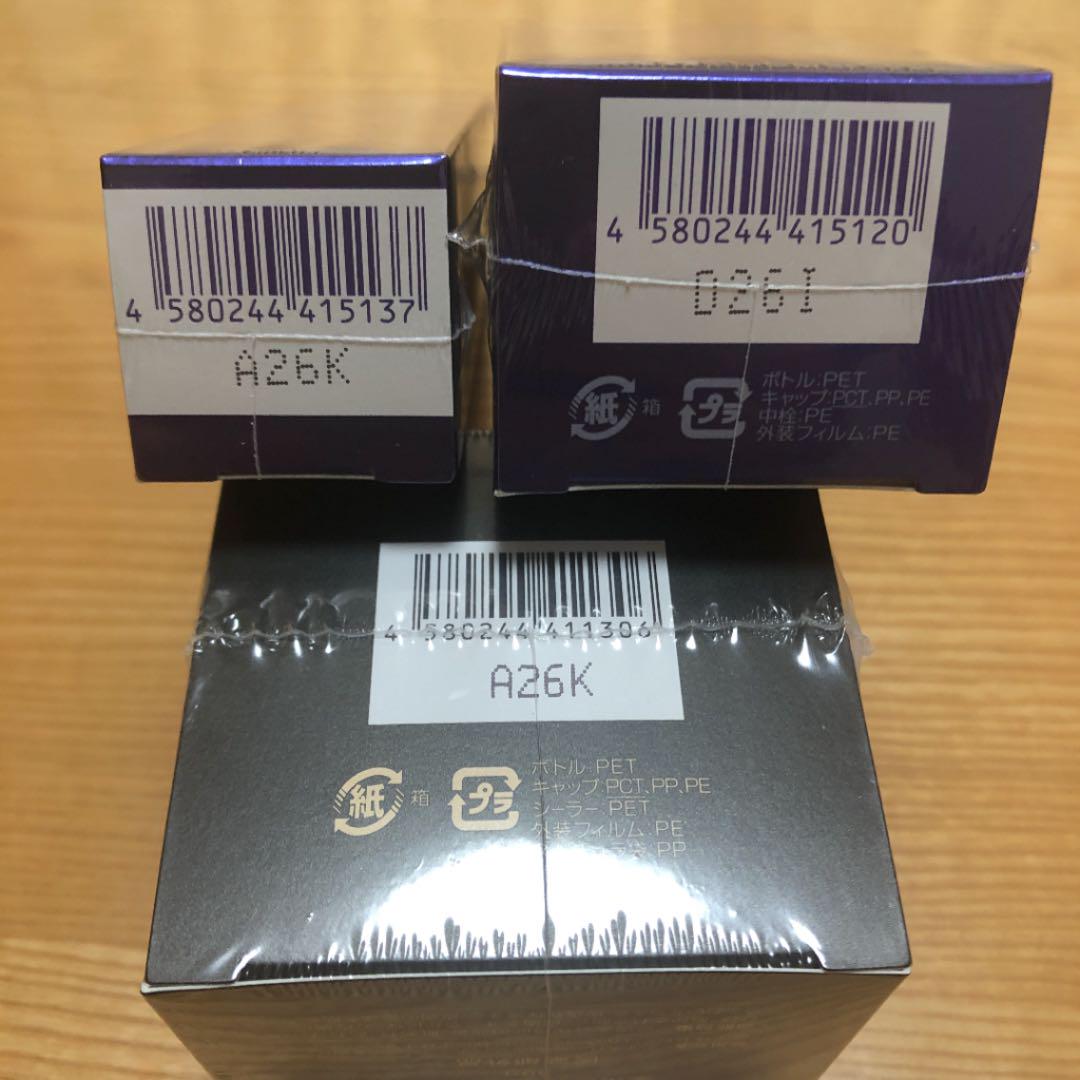 4 580244 415137
A26K
4 580244 415120
D26I
紙 箱
プラ
ボトル:PET
キャップ:PCT、PP、PE
中栓:PE
外装フィルム:PE
4 580244 411306
A26K
紙 箱
プラ
ボトル:PET
キャップ:PCT、PP、PE
シーラー:PET
外装フィルム:PE